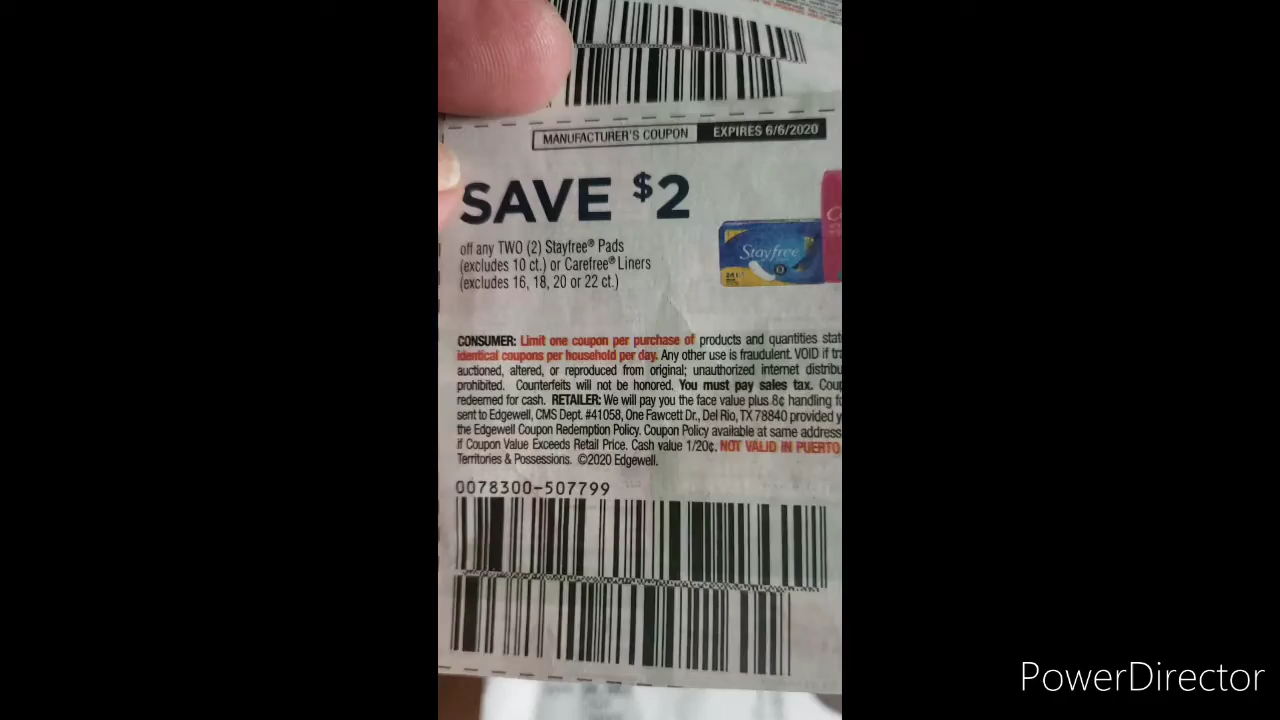 MANUFACTURER'S COUPON EXPIRES 6/6/2020
SAVE $2
off any TWO (2) Stayfree® Pads
(excludes 10 ct.) or Carefree® Liners
(excludes 16, 18, 20 or 22 ct.)
Stayfree
CONSUMER: Limit one coupon per purchase of products and quantities stat
identical coupons per household per day. Any other use is fraudulent. VOID if tra
auctioned, altered, or reproduced from original; unauthorized internet distribu
prohibited. Counterfeits will not be honored. You must pay sales tax. Coup
redeemed for cash. RETAILER: We will pay you the face value plus 8¢ handling fo
sent to Edgewell, CMS Dept. #41058, One Fawcett Dr., Del Rio, TX 78840 provided y
the Edgewell Coupon Redemption Policy. Coupon Policy available at same address
if Coupon Value Exceeds Retail Price. Cash value 1/20¢. NOT VALID IN PUERTO
Territories & Possessions. ©2020 Edgewell.
0078300-507799
PowerDirector